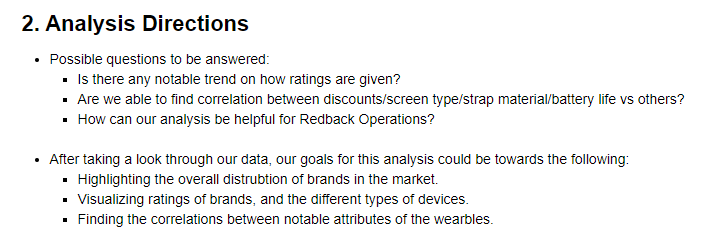 2. Analysis Directions
Possible questions to be answered:
Is there any notable trend on how ratings are given?
Are we able to find correlation between discounts/screen type/strap material/battery life vs others?
How can our analysis be helpful for Redback Operations?
After taking a look through our data, our goals for this analysis could be towards the following:
Highlighting the overall distrubtion of brands in the market.
Visualizing ratings of brands, and the different types of devices.
Finding the correlations between notable attributes of the wearbles.